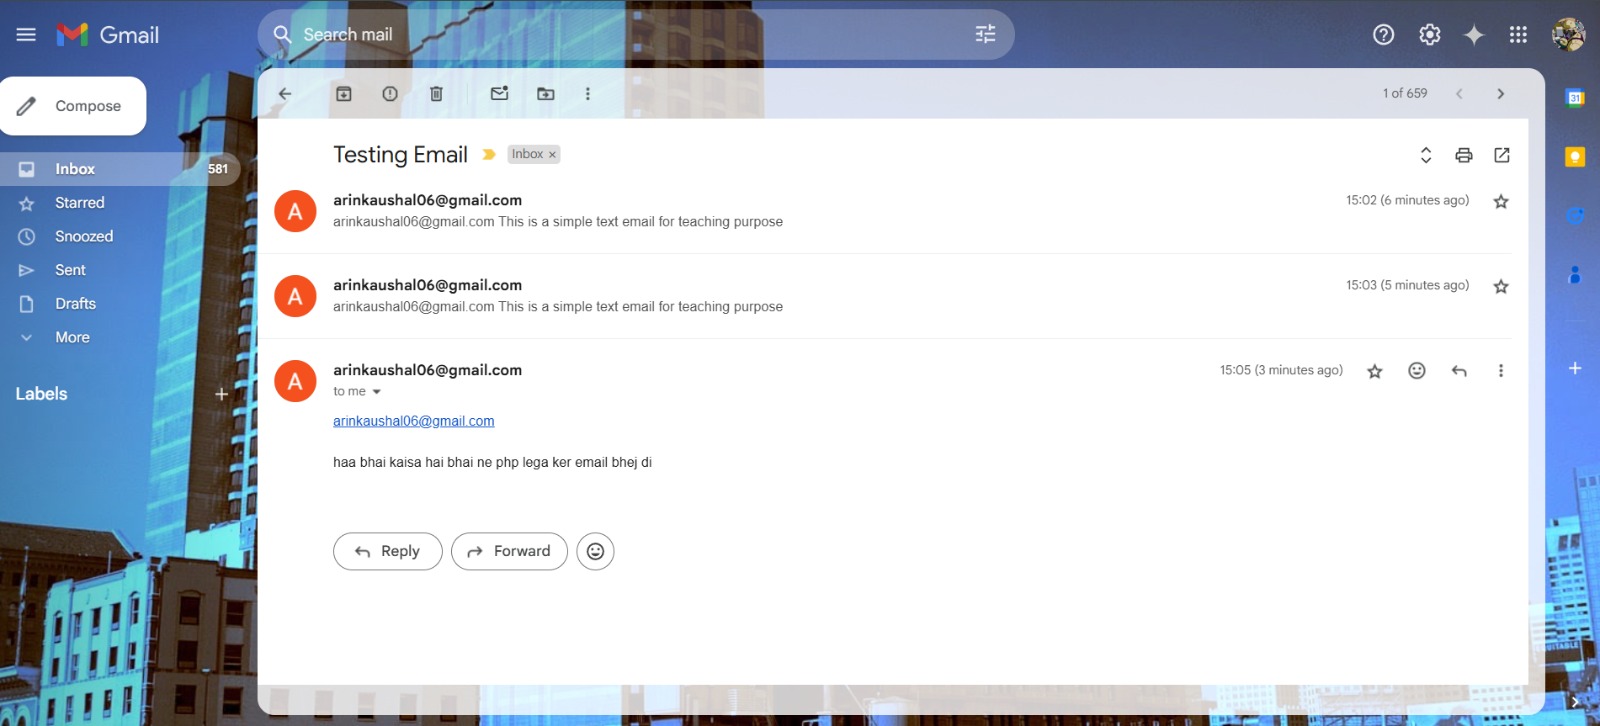 Gmail
Search mail
Compose
1 of 659
Inbox 581
Starred
Snoozed
Sent
Drafts
More
Labels
Testing Email Inbox ×
A
arinkaushal06@gmail.com 15:02 (6 minutes ago)
arinkaushal06@gmail.com This is a simple text email for teaching purpose
A
arinkaushal06@gmail.com 15:03 (5 minutes ago)
arinkaushal06@gmail.com This is a simple text email for teaching purpose
A
arinkaushal06@gmail.com 15:05 (3 minutes ago)
to me
arinkaushal06@gmail.com
haa bhai kaisa hai bhai ne php lega ker email bhej di
Reply Forward
31